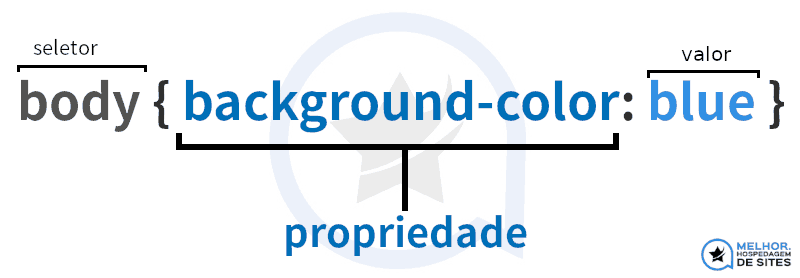 seletor
valor
body { background-color: blue }
propriedade
MELHOR.
HOSPEDAGEM
DE SITES